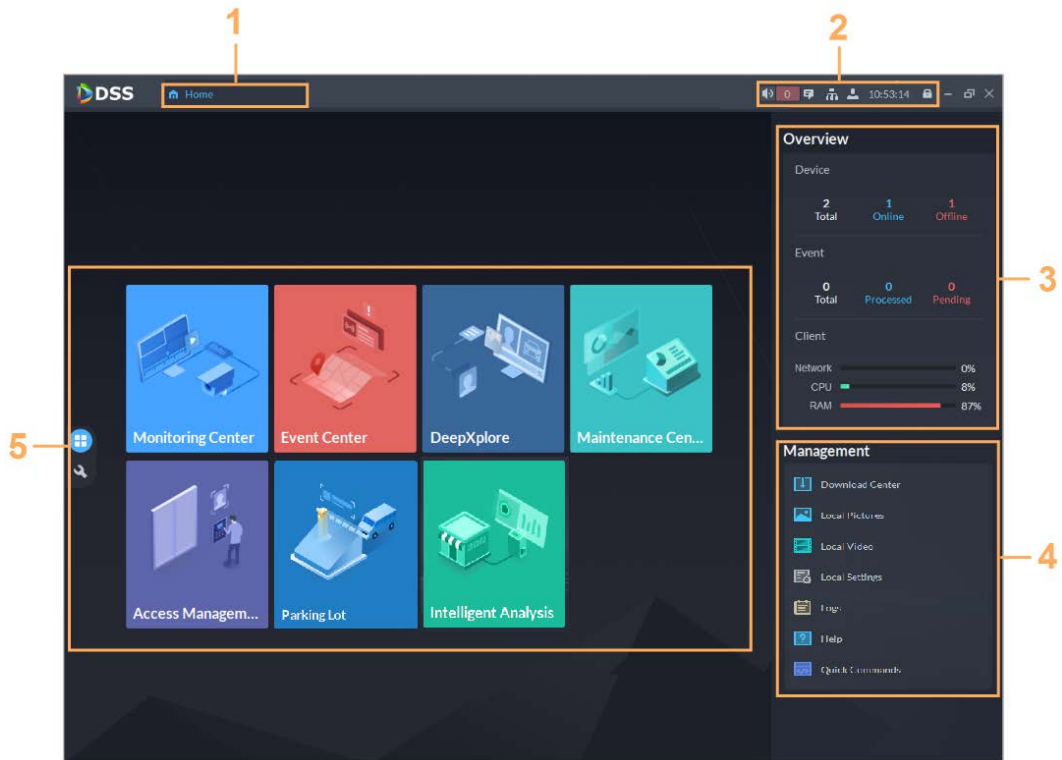 1
2
DSS
Home
0
10:53:14
Overview
Device
2
1
1
Total
Online
Offline
3
Event
0
0
0
Total
Processed
Pending
Client
Network
0%
CPU
8%
RAM
87%
5
Monitoring Center
Event Center
DeepXplore
Maintenance Cen...
Management
Download Center
Local Pictures
Local Video
4
Local Settings
Logs
Help
Quick Commands
Access Managem...
Parking Lot
Intelligent Analysis